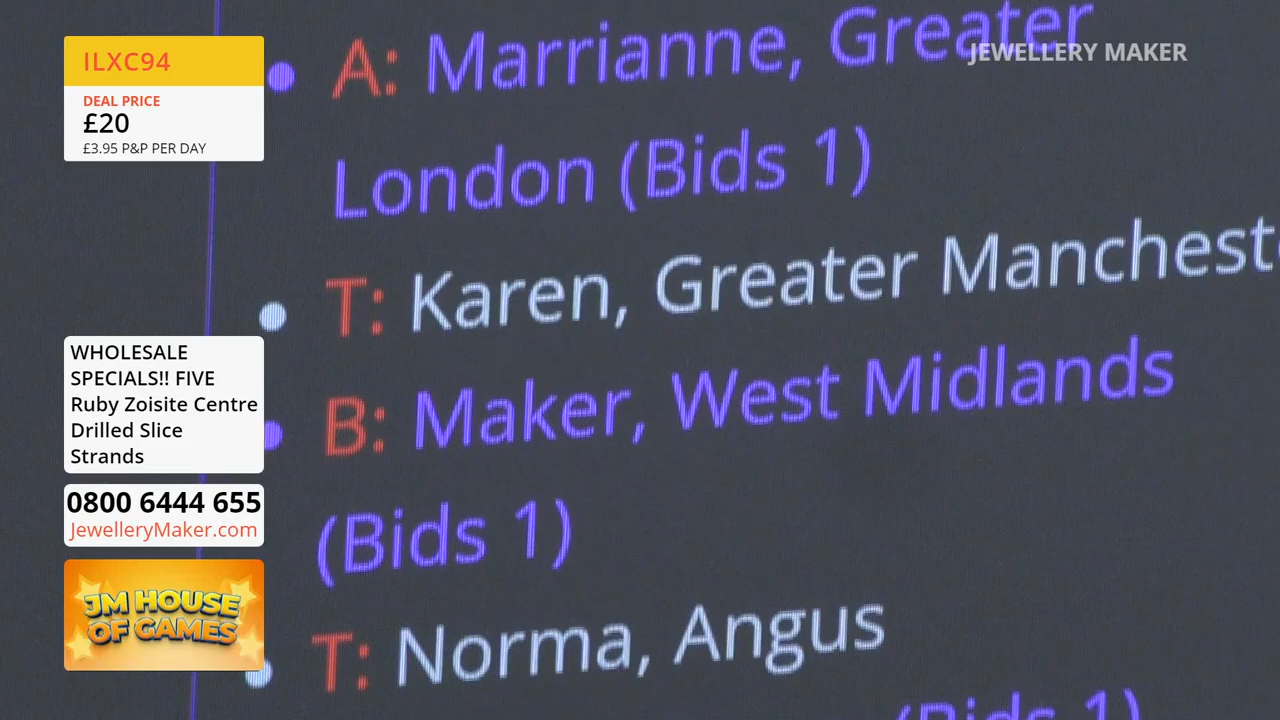 ILXC94
DEAL PRICE
£20
£3.95 P&P PER DAY
WHOLESALE
SPECIALS!! FIVE
Ruby Zoisite Centre
Drilled Slice
Strands
0800 6444 655
JewelleryMaker.com
JM HOUSE
OF GAMES
JEWELLERY MAKER
A: Marrianne, Greater
London (Bids 1)
T: Karen, Greater Manchest
B: Maker, West Midlands
(Bids 1)
T: Norma, Angus
(Bids 1)